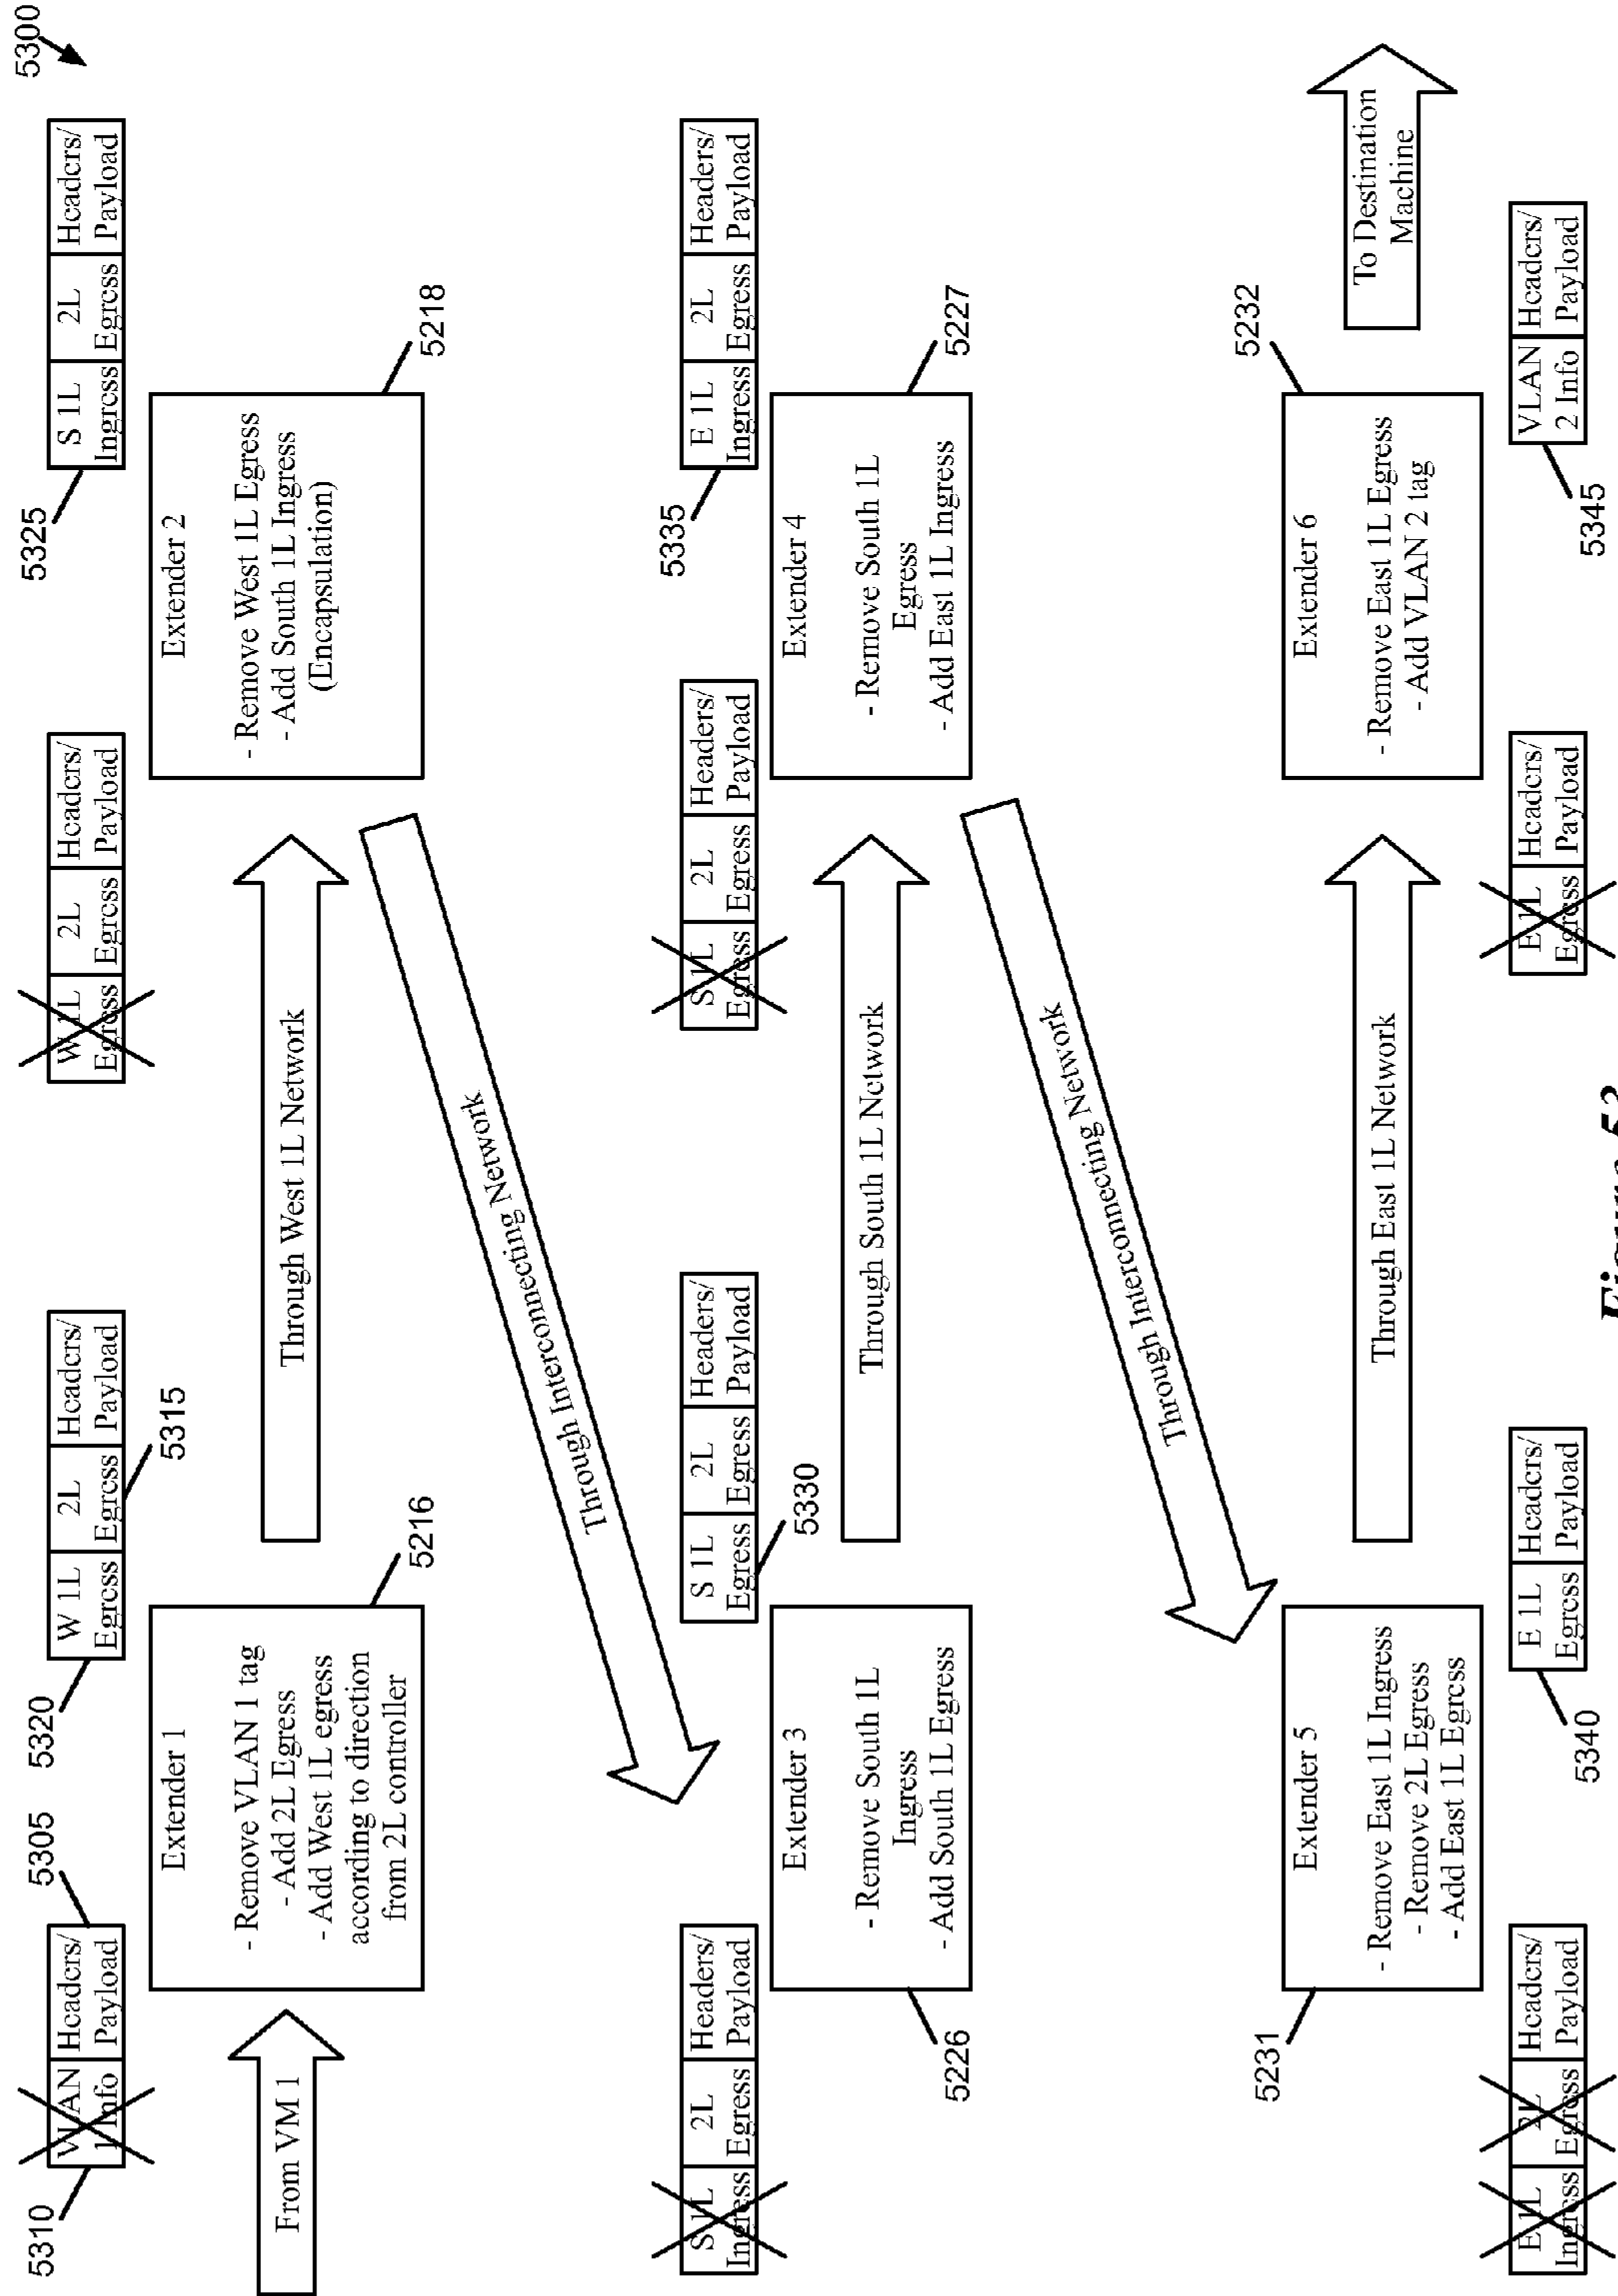 5300
5310
5305
5320
5315
5325
VLAN
1 Info
Headers/
Payload
W 1L
Egress
2L
Egress
Headers/
Payload
W 1L
Egress
2L
Egress
Headers/
Payload
S 1L
Ingress
2L
Egress
Headers/
Payload
From VM 1
Extender 1
- Remove VLAN 1 tag
- Add 2L Egress
- Add West 1L egress
according to direction
from 2L controller
5216
Through West 1L Network
Extender 2
- Remove West 1L Egress
- Add South 1L Ingress
(Encapsulation)
5218
Through Interconnecting Network
S 1L
Ingress
2L
Egress
Headers/
Payload
S 1L
Egress
2L
Egress
Headers/
Payload
5330
S 1L
Egress
2L
Egress
Headers/
Payload
5335
E 1L
Ingress
2L
Egress
Headers/
Payload
Extender 3
- Remove South 1L
Ingress
- Add South 1L Egress
5226
Through South 1L Network
Extender 4
- Remove South 1L
Egress
- Add East 1L Ingress
5227
Through Interconnecting Network
5231
Extender 5
- Remove East 1L Ingress
- Remove 2L Egress
- Add East 1L Egress
Through East 1L Network
5232
Extender 6
- Remove East 1L Egress
- Add VLAN 2 tag
To Destination
Machine
E 1L
Ingress
2L
Egress
Headers/
Payload
E 1L
Egress
Headers/
Payload
5340
E 1L
Egress
Headers/
Payload
VLAN
2 Info
Headers/
Payload
5345
Figure 53